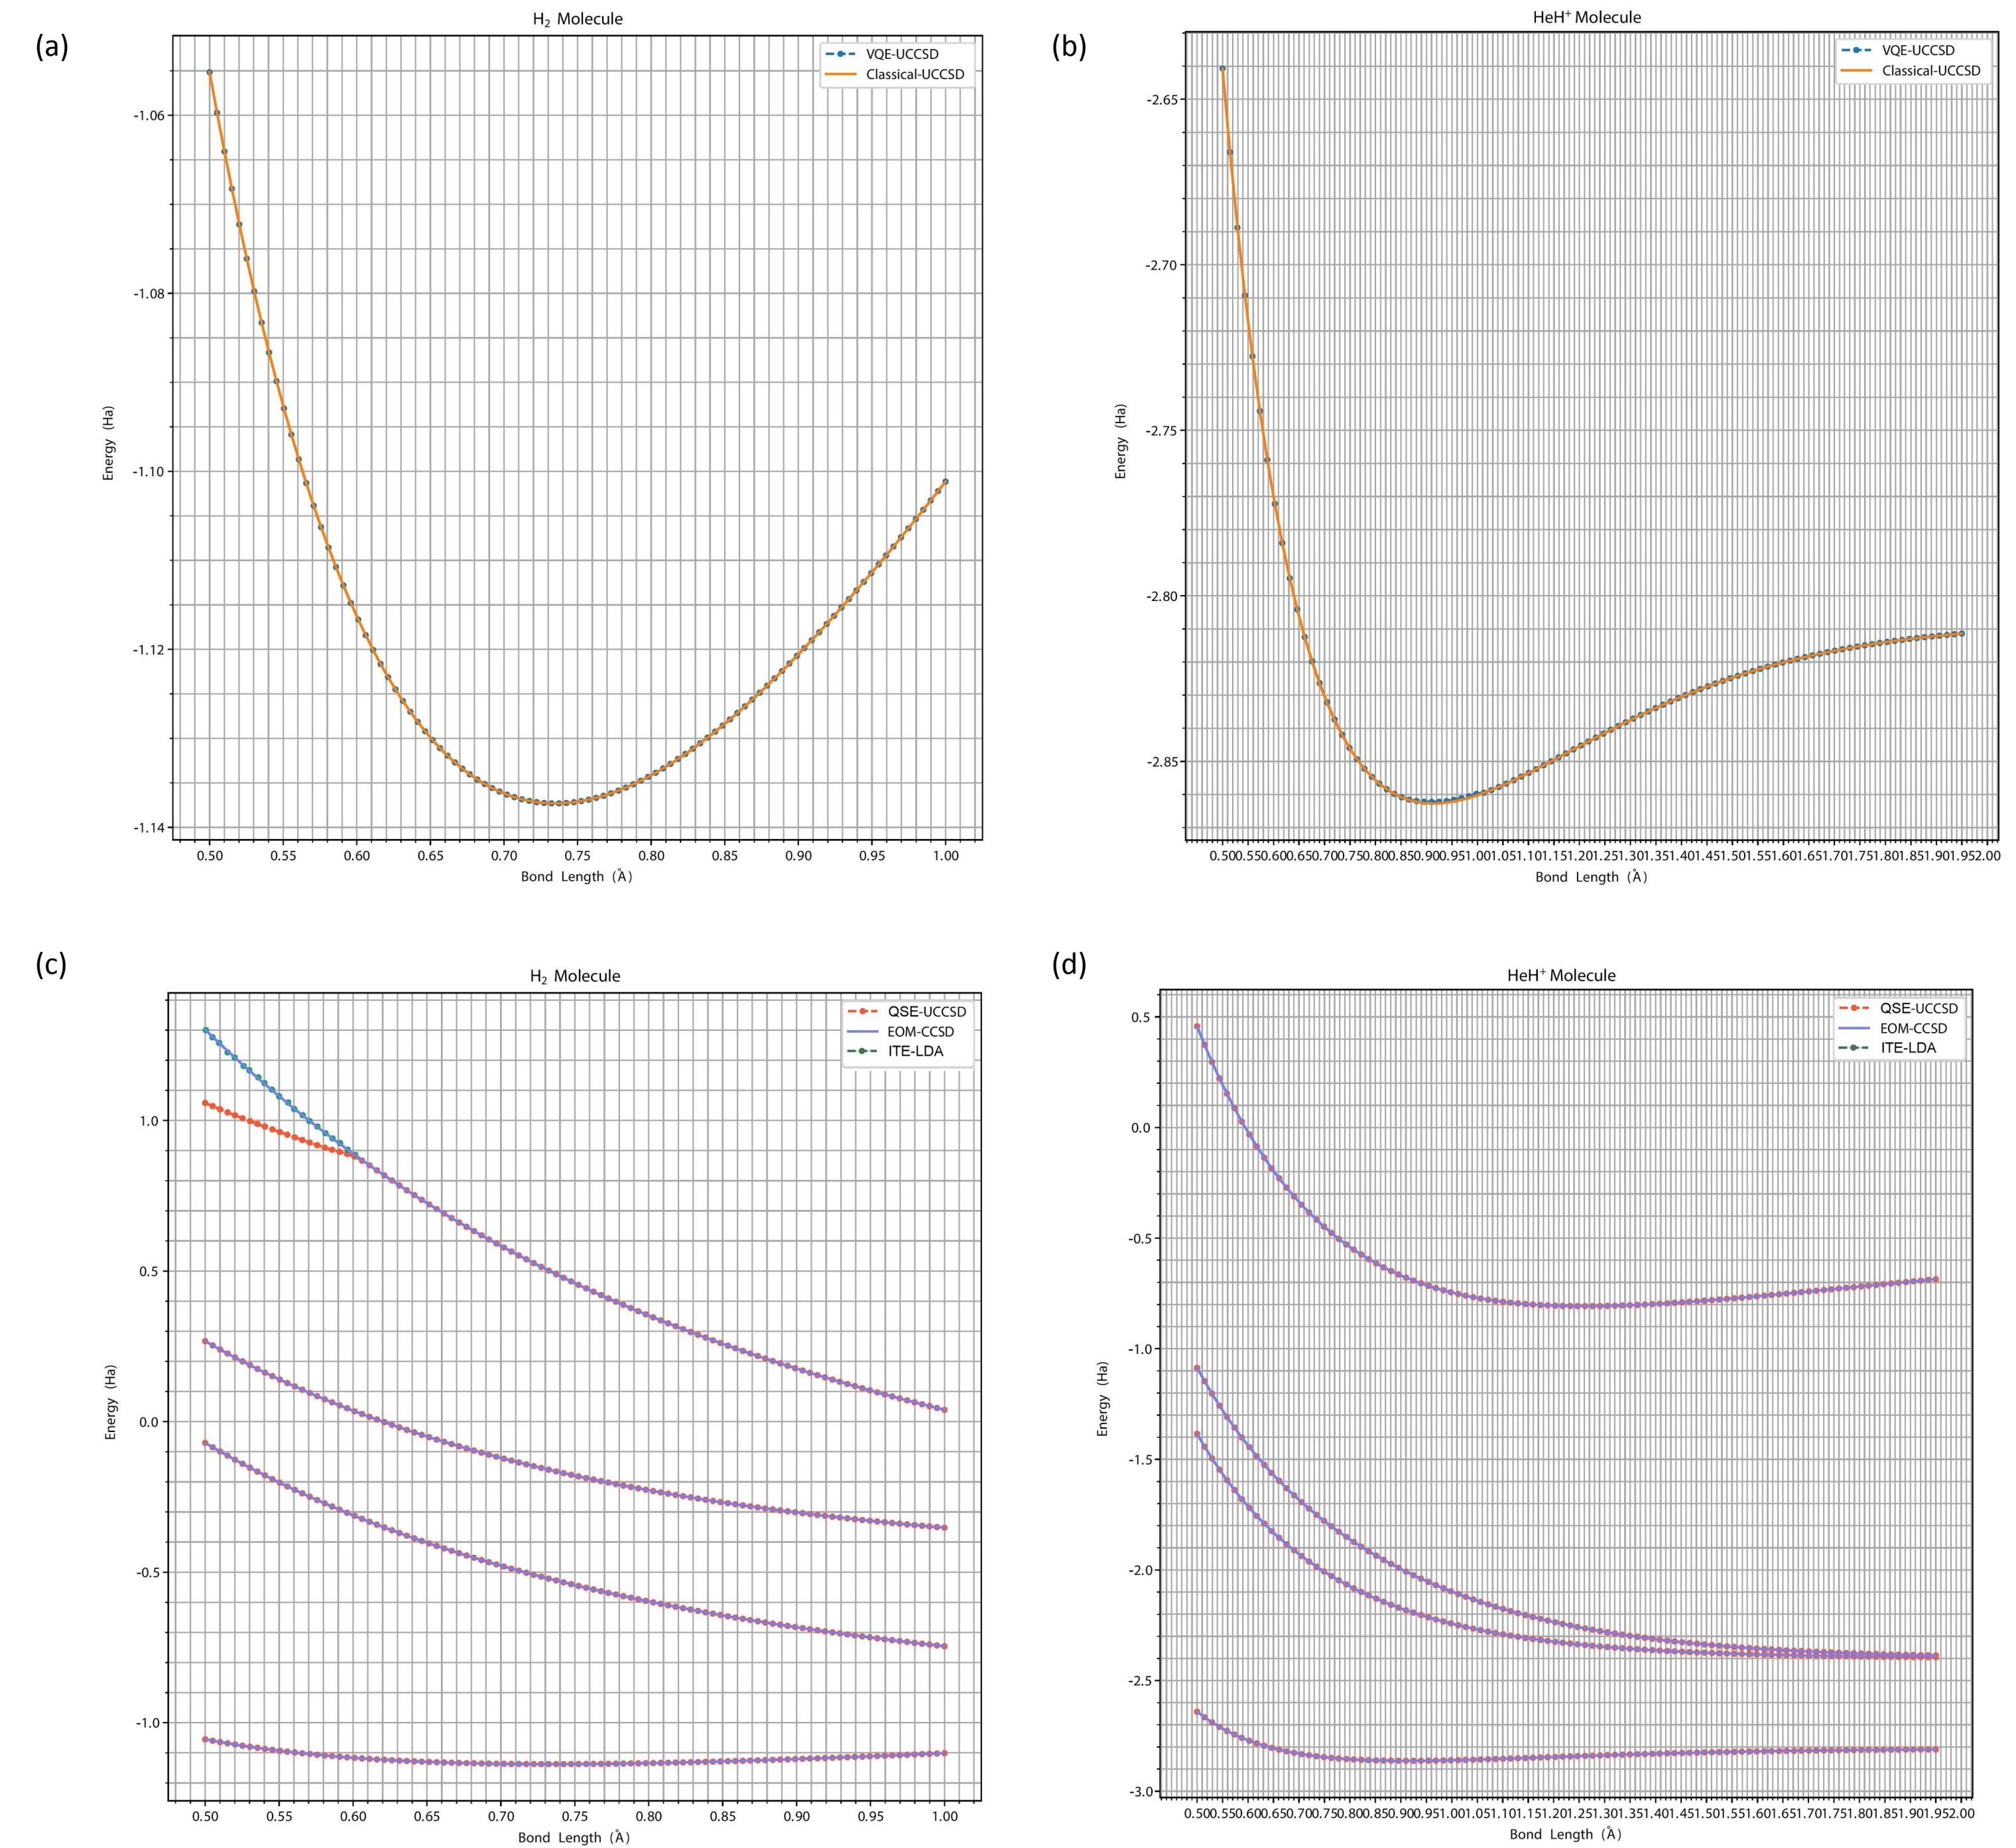 (a)
H₂ Molecule
VQE-UCCSD
Classical-UCCSD
Energy (Ha)
-1.06
-1.08
-1.10
-1.12
-1.14
0.50 0.55 0.60 0.65 0.70 0.75 0.80 0.85 0.90 0.95 1.00
Bond Length (Å)
(b)
HeH⁺ Molecule
VQE-UCCSD
Classical-UCCSD
Energy (Ha)
-2.65
-2.70
-2.75
-2.80
-2.85
0.500.550.600.650.700.750.800.850.900.951.001.051.101.151.201.251.301.351.401.451.501.551.601.651.701.751.801.851.901.952.00
Bond Length (Å)
(c)
H₂ Molecule
QSE-UCCSD
EOM-CCSD
ITE-LDA
Energy (Ha)
1.0
0.5
0.0
-0.5
-1.0
0.50 0.55 0.60 0.65 0.70 0.75 0.80 0.85 0.90 0.95 1.00
Bond Length (Å)
(d)
HeH⁺ Molecule
QSE-UCCSD
EOM-CCSD
ITE-LDA
Energy (Ha)
0.5
0.0
-0.5
-1.0
-1.5
-2.0
-2.5
-3.0
0.500.550.600.650.700.750.800.850.900.951.001.051.101.151.201.251.301.351.401.451.501.551.601.651.701.751.801.851.901.952.00
Bond Length (Å)